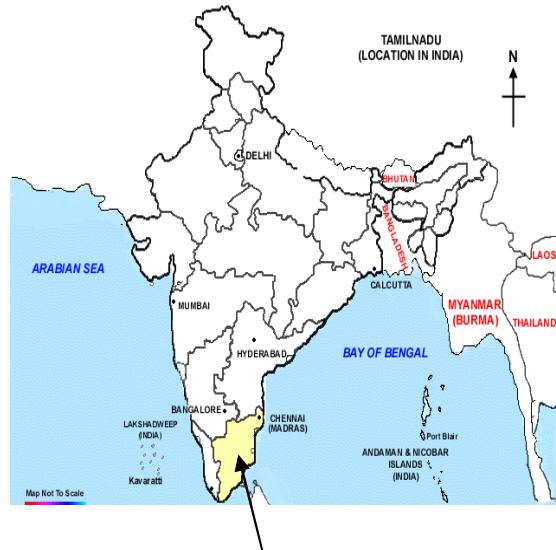 TAMILNADU
(LOCATION IN INDIA)
N
DELHI
BHUTAN
BANGLADESH
LAOS
ARABIAN SEA
CALCUTTA
MUMBAI
MYANMAR
(BURMA)
THAILAND
HYDERABAD
BAY OF BENGAL
BANGALORE
CHENNAI
(MADRAS)
LAKSHADWEEP
(INDIA)
Port Blair
ANDAMAN & NICOBAR
ISLANDS
(INDIA)
Kavaratti
Map Not To Scale